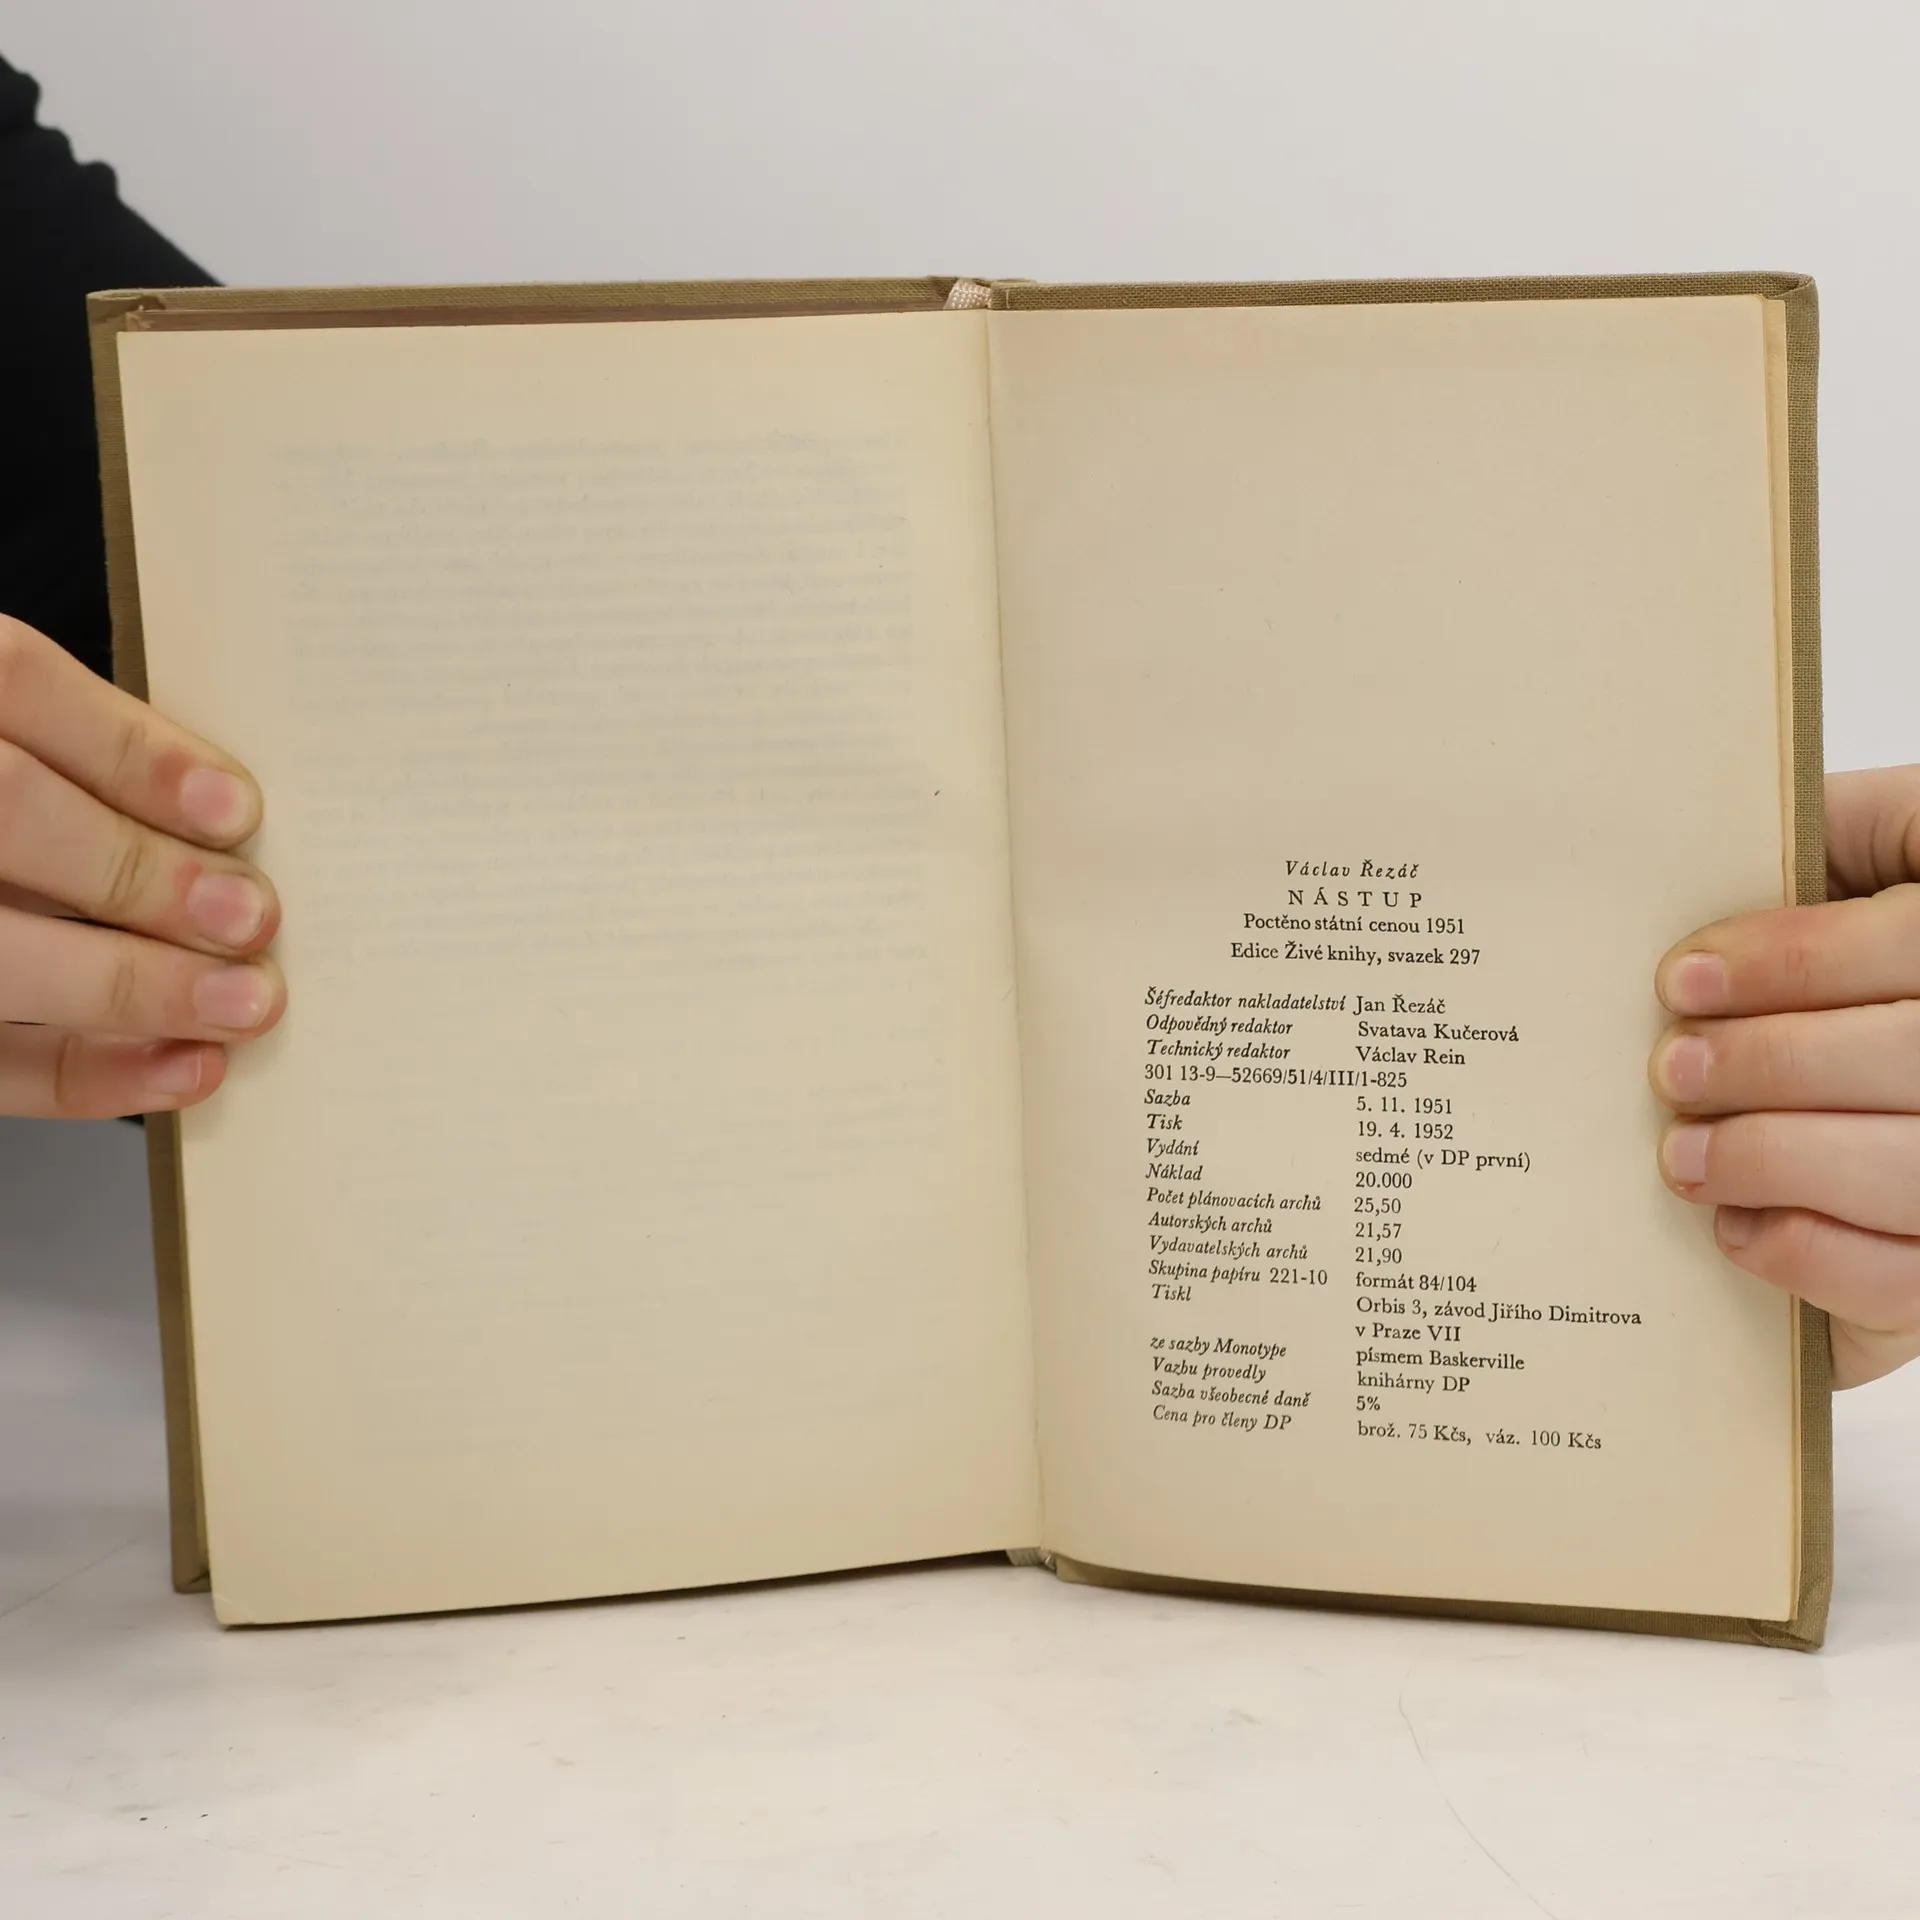 Václav Řezáč
NÁSTUP
Poctěno státní cenou 1951
Edice Živé knihy, svazek 297
Šéfredaktor nakladatelství Jan Řezáč
Odpovědný redaktor Svatava Kučerová
Technický redaktor Václav Rein
301 13-9—52669/51/4/III/1-825
Sazba 5. 11. 1951
Tisk 19. 4. 1952
Vydání sedmé (v DP první)
Náklad 20.000
Počet plánovacích archů 25,50
Autorských archů 21,57
Vydavatelských archů 21,90
Skupina papíru 221-10 formát 84/104
Tiskl Orbis 3, závod Jiřího Dimitrova
v Praze VII
ze sazby Monotype písmem Baskerville
Vazbu provedly knihárny DP
Sazba všeobecné daně 5%
Cena pro členy DP brož. 75 Kčs, váz. 100 Kčs